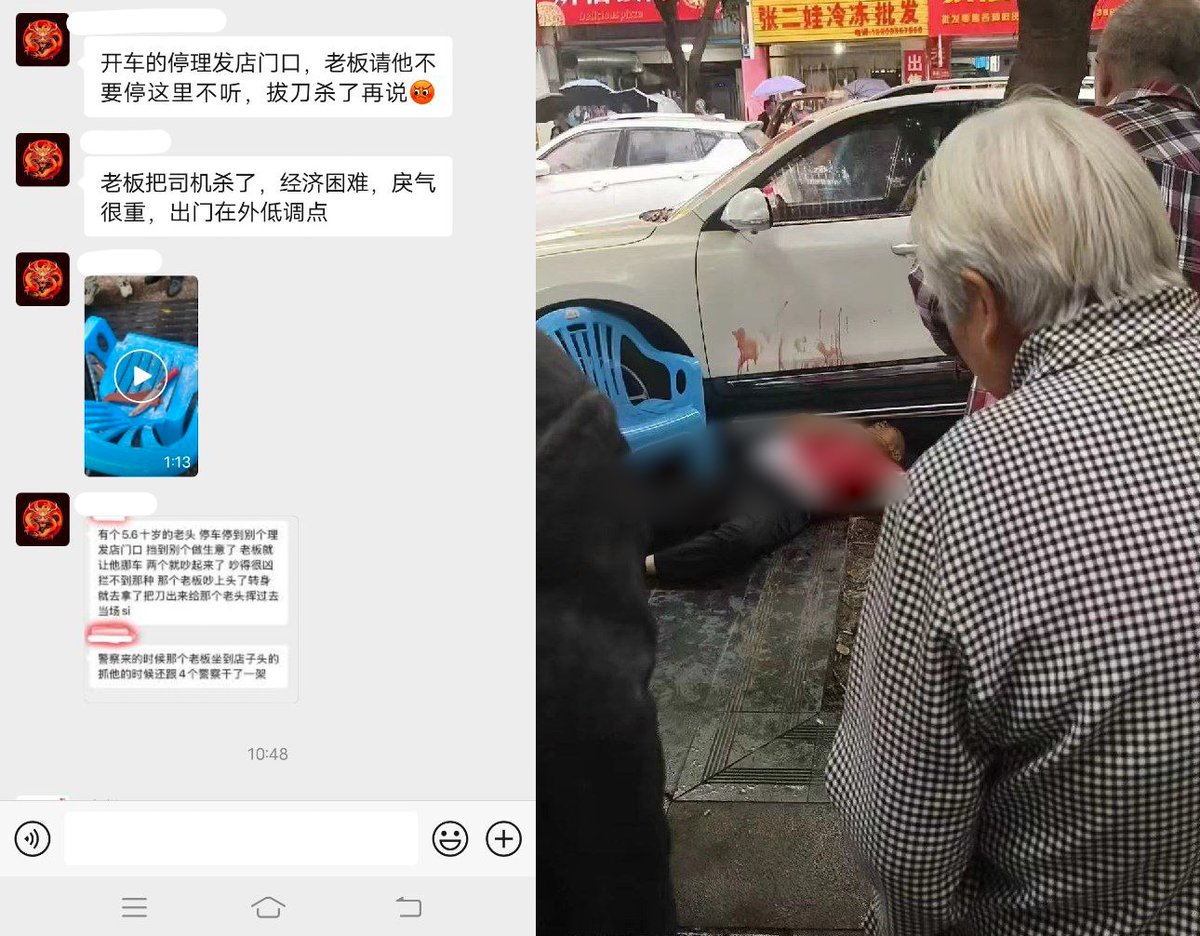 开车的停理发店门口，老板请他不
要停这里不听，拔刀杀了再说
老板把司机杀了，经济困难，戾气
很重，出门在外低调点
1:13
有个5.6十岁的老头 停车停到别个理
发店门口 挡到别个做生意了 老板就
让他挪车 两个就吵起来了 吵得很凶
拦不到那种 那个老板吵上头了转身
就去拿了把刀出来给那个老头挥过去
当场si
警察来的时候那个老板坐到店子头的
抓他的时候还跟4个警察干了一架
10:48
Delicious pizza
张二娃冷冻批发
出售